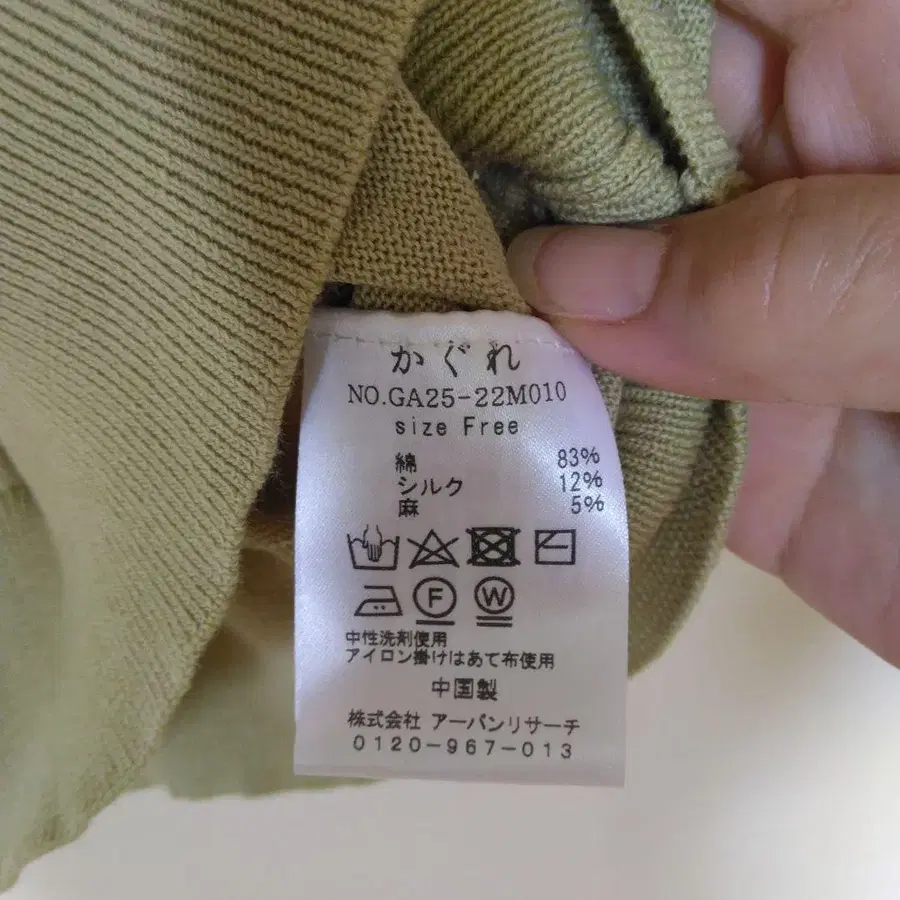 かぐれ
NO.GA25-22M010
size Free
綿 83%
シルク 12%
麻 5%
F W
中性洗剤使用
アイロン掛けはあて布使用
中国製
株式会社 アーバンリサーチ
0120-967-013